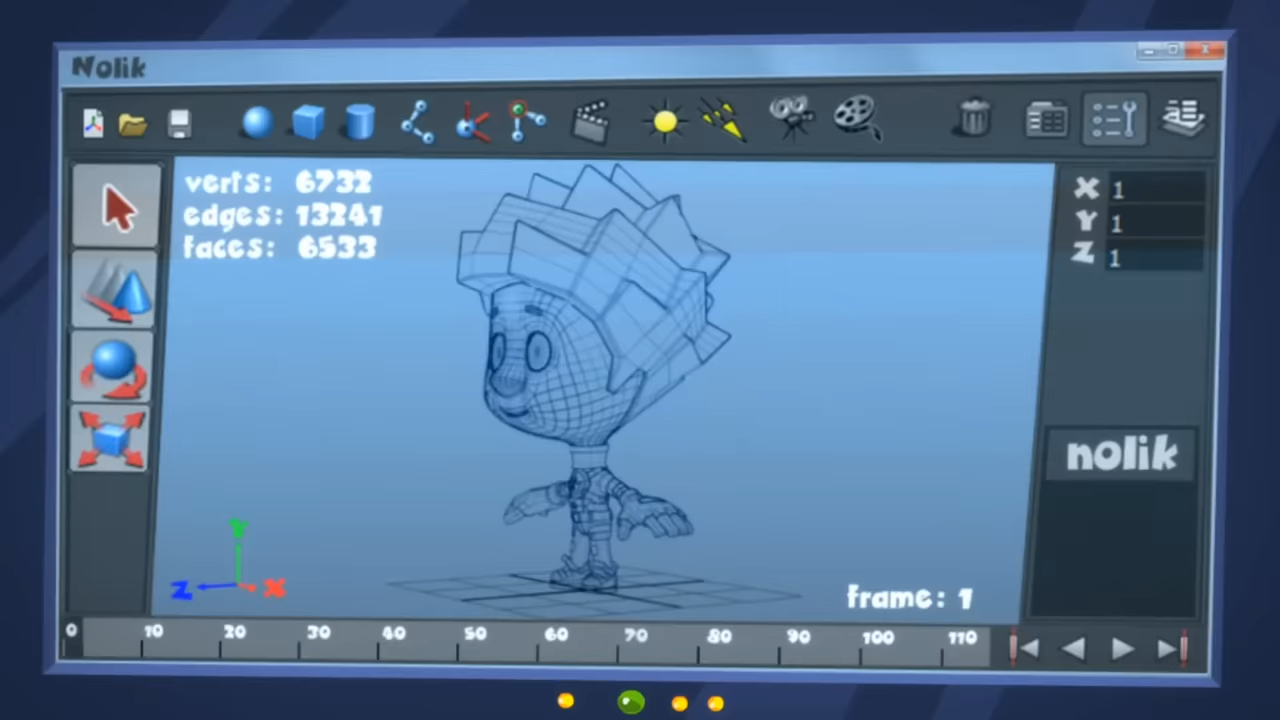 Nolik
verts: 6732
edges: 13241
faces: 6533
X 1
Y 1
Z 1
nolik
Y
Z X
frame: 1
0 10 20 30 40 50 60 70 80 90 100 110